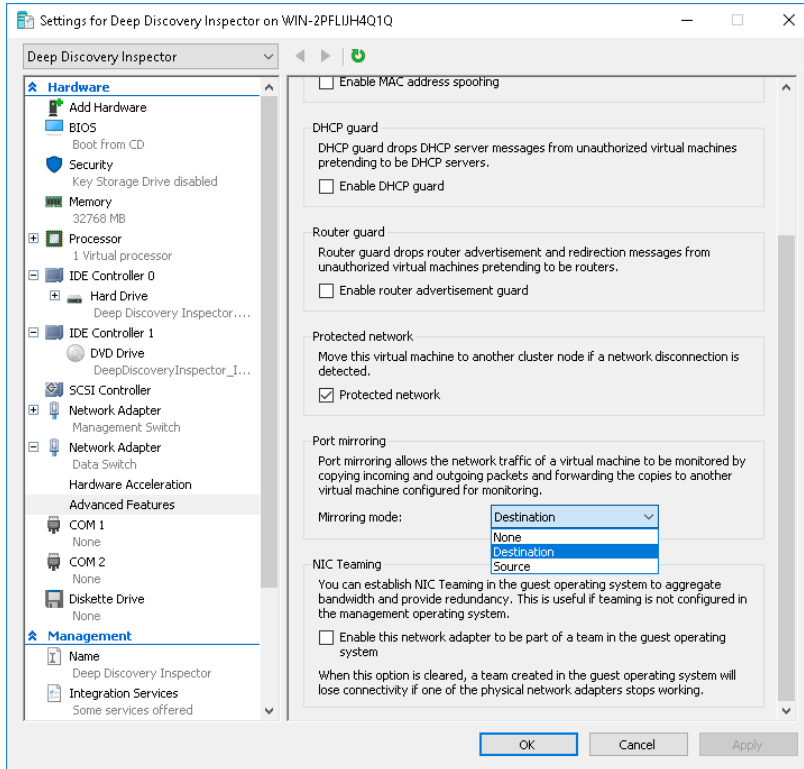 Settings for Deep Discovery Inspector on WIN-2PFLIJH4Q1Q
Deep Discovery Inspector
Hardware
Add Hardware
BIOS
Boot from CD
Security
Key Storage Drive disabled
Memory
32768 MB
Processor
1 Virtual processor
IDE Controller 0
Hard Drive
Deep Discovery Inspector....
IDE Controller 1
DVD Drive
DeepDiscoveryInspector_I...
SCSI Controller
Network Adapter
Management Switch
Network Adapter
Data Switch
Hardware Acceleration
Advanced Features
COM 1
None
COM 2
None
Diskette Drive
None
Management
Name
Deep Discovery Inspector
Integration Services
Some services offered
Enable MAC address spoofing
DHCP guard
DHCP guard drops DHCP server messages from unauthorized virtual machines
pretending to be DHCP servers.
Enable DHCP guard
Router guard
Router guard drops router advertisement and redirection messages from
unauthorized virtual machines pretending to be routers.
Enable router advertisement guard
Protected network
Move this virtual machine to another cluster node if a network disconnection is
detected.
Protected network
Port mirroring
Port mirroring allows the network traffic of a virtual machine to be monitored by
copying incoming and outgoing packets and forwarding the copies to another
virtual machine configured for monitoring.
Mirroring mode:
Destination
None
Destination
Source
NIC Teaming
You can establish NIC Teaming in the guest operating system to aggregate
bandwidth and provide redundancy. This is useful if teaming is not configured in
the management operating system.
Enable this network adapter to be part of a team in the guest operating
system
When this option is cleared, a team created in the guest operating system will
lose connectivity if one of the physical network adapters stops working.
OK
Cancel
Apply